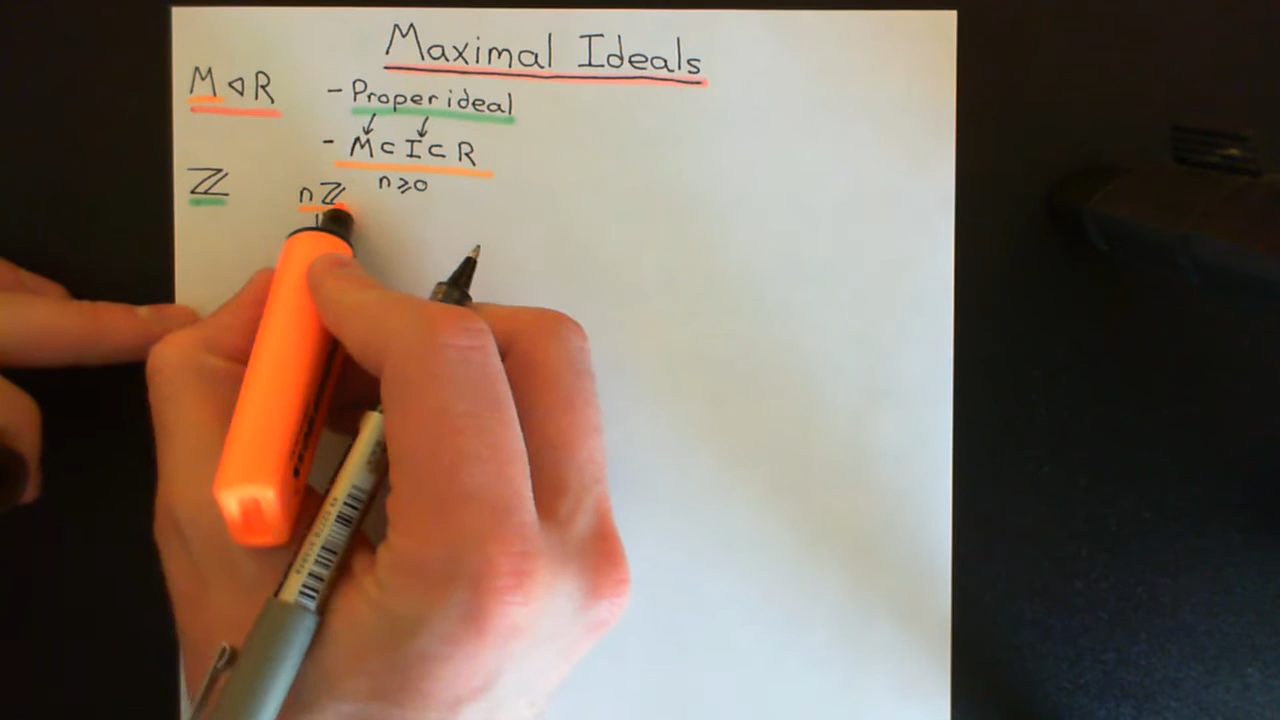 Maximal Ideals
M ⊲ R
- Proper ideal
- M ⊂ I ⊂ R
ℤ
nℤ n ⩾ 0